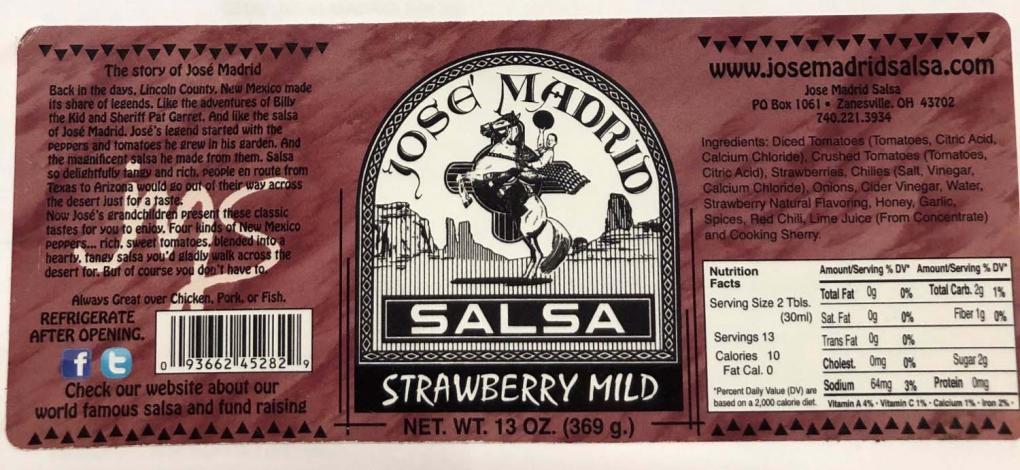 The story of José Madrid
Back in the days, Lincoln County, New Mexico made
its share of legends. Like the adventures of Billy
the Kid and Sheriff Pat Garret. And like the salsa
of José Madrid. José's legend started with the
peppers and tomatoes he grew in his garden. And
the magnificent salsa he made from them. Salsa
so delightfully tangy and rich, people en route from
Texas to Arizona would go out of their way across
the desert just for a taste.
Now José's grandchildren present these classic
tastes for you to enjoy. Four kinds of New Mexico
peppers... rich, sweet tomatoes, blended into a
hearty, tangy salsa you'd gladly walk across the
desert for. But of course you don't have to.
Always Great over Chicken, Pork, or Fish.
REFRIGERATE
AFTER OPENING.
0 93662 45282 9
Check our website about our
world famous salsa and fund raising
JOSÉ MADRID
SALSA
STRAWBERRY MILD
NET. WT. 13 OZ. (369 g.)
www.josemadridsalsa.com
Jose Madrid Salsa
PO Box 1061 • Zanesville, OH 43702
740.221.3934
Ingredients: Diced Tomatoes (Tomatoes, Citric Acid,
Calcium Chloride), Crushed Tomatoes (Tomatoes,
Citric Acid), Strawberries, Chilies (Salt, Vinegar,
Calcium Chloride), Onions, Cider Vinegar, Water,
Strawberry Natural Flavoring, Honey, Garlic,
Spices, Red Chili, Lime Juice (From Concentrate)
and Cooking Sherry.
Nutrition
Facts
Serving Size 2 Tbls.
(30ml)
Servings 13
Calories 10
Fat Cal. 0
*Percent Daily Value (DV) are
based on a 2,000 calorie diet.
Amount/Serving % DV* Amount/Serving % DV*
Total Fat 0g 0% Total Carb. 2g 1%
Sat. Fat 0g 0% Fiber 1g 0%
Trans Fat 0g 0%
Cholest. 0mg 0% Sugar 2g
Sodium 64mg 3% Protein 0mg
Vitamin A 4% · Vitamin C 1% · Calcium 1% · Iron 2% ·